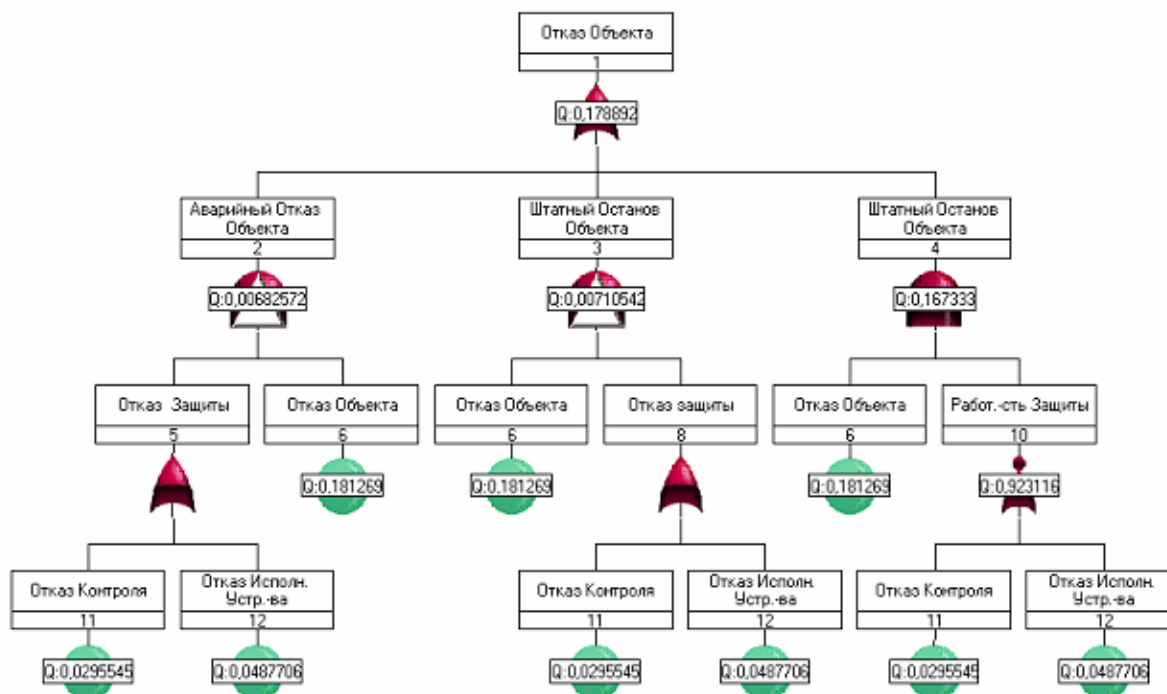 Отказ Объекта
1
Q:0,178892
Аварийный Отказ
Объекта
2
Q:0,00682572
Штатный Останов
Объекта
3
Q:0,00710542
Штатный Останов
Объекта
4
Q:0,167333
Отказ Защиты
5
Отказ Объекта
6
Q:0,181269
Отказ Объекта
6
Q:0,181269
Отказ защиты
8
Отказ Объекта
6
Q:0,181269
Работ.-сть Защиты
10
Q:0,923116
Отказ Контроля
11
Q:0,0295545
Отказ Исполн.
Устр.-ва
12
Q:0,0487706
Отказ Контроля
11
Q:0,0295545
Отказ Исполн.
Устр.-ва
12
Q:0,0487706
Отказ Контроля
11
Q:0,0295545
Отказ Исполн.
Устр.-ва
12
Q:0,0487706